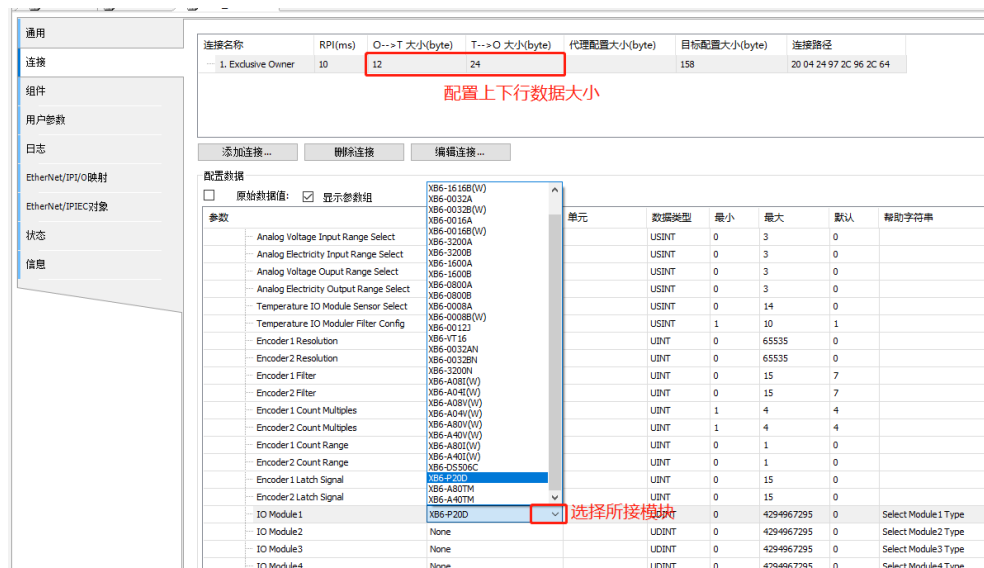 通用
连接
组件
用户参数
日志
EtherNet/IPI/O映射
EtherNet/IPIEC对象
状态
信息
连接名称 RPI(ms) O-->T 大小(byte) T-->O 大小(byte) 代理配置大小(byte) 目标配置大小(byte) 连接路径
1. Exclusive Owner 10 12 24 158 20 04 24 97 2C 96 2C 64
配置上下行数据大小
添加连接... 删除连接 编辑连接...
配置数据
原始数据值: 显示参数组
XB6-1616B(W)
XB6-0032A
XB6-0032B(W)
XB6-0016A
XB6-0016B(W)
XB6-3200A
XB6-3200B
XB6-1600A
XB6-1600B
XB6-0800A
XB6-0800B
XB6-0008A
XB6-0008B(W)
XB6-0012J
XB6-VT16
XB6-0032AN
XB6-0032BN
XB6-3200N
XB6-A08I(W)
XB6-A04I(W)
XB6-A08V(W)
XB6-A04V(W)
XB6-A80V(W)
XB6-A40V(W)
XB6-A80I(W)
XB6-A40I(W)
XB6-DS506C
XB6-P20D
XB6-A80TM
XB6-A40TM
参数 单元 数据类型 最小 最大 默认 帮助字符串
Analog Voltage Input Range Select USINT 0 3 0
Analog Electricity Input Range Select USINT 0 3 0
Analog Voltage Ouput Range Select USINT 0 3 0
Analog Electricity Output Range Select USINT 0 3 0
Temperature IO Module Sensor Select USINT 0 14 0
Temperature IO Moduler Filter Config USINT 1 10 1
Encoder1 Resolution UINT 0 65535 0
Encoder2 Resolution UINT 0 65535 0
Encoder1 Filter UINT 0 15 7
Encoder2 Filter UINT 0 15 7
Encoder1 Count Multiples UINT 1 4 4
Encoder2 Count Multiples UINT 1 4 4
Encoder1 Count Range UINT 0 1 0
Encoder2 Count Range UINT 0 1 0
Encoder1 Latch Signal UINT 0 15 0
Encoder2 Latch Signal UINT 0 15 0
IO Module1 XB6-P20D 选择所接模块 UDINT 0 4294967295 0 Select Module1 Type
IO Module2 None UDINT 0 4294967295 0 Select Module2 Type
IO Module3 None UDINT 0 4294967295 0 Select Module3 Type
IO Module4 None UDINT 0 4294967295 0 Select Module4 Type